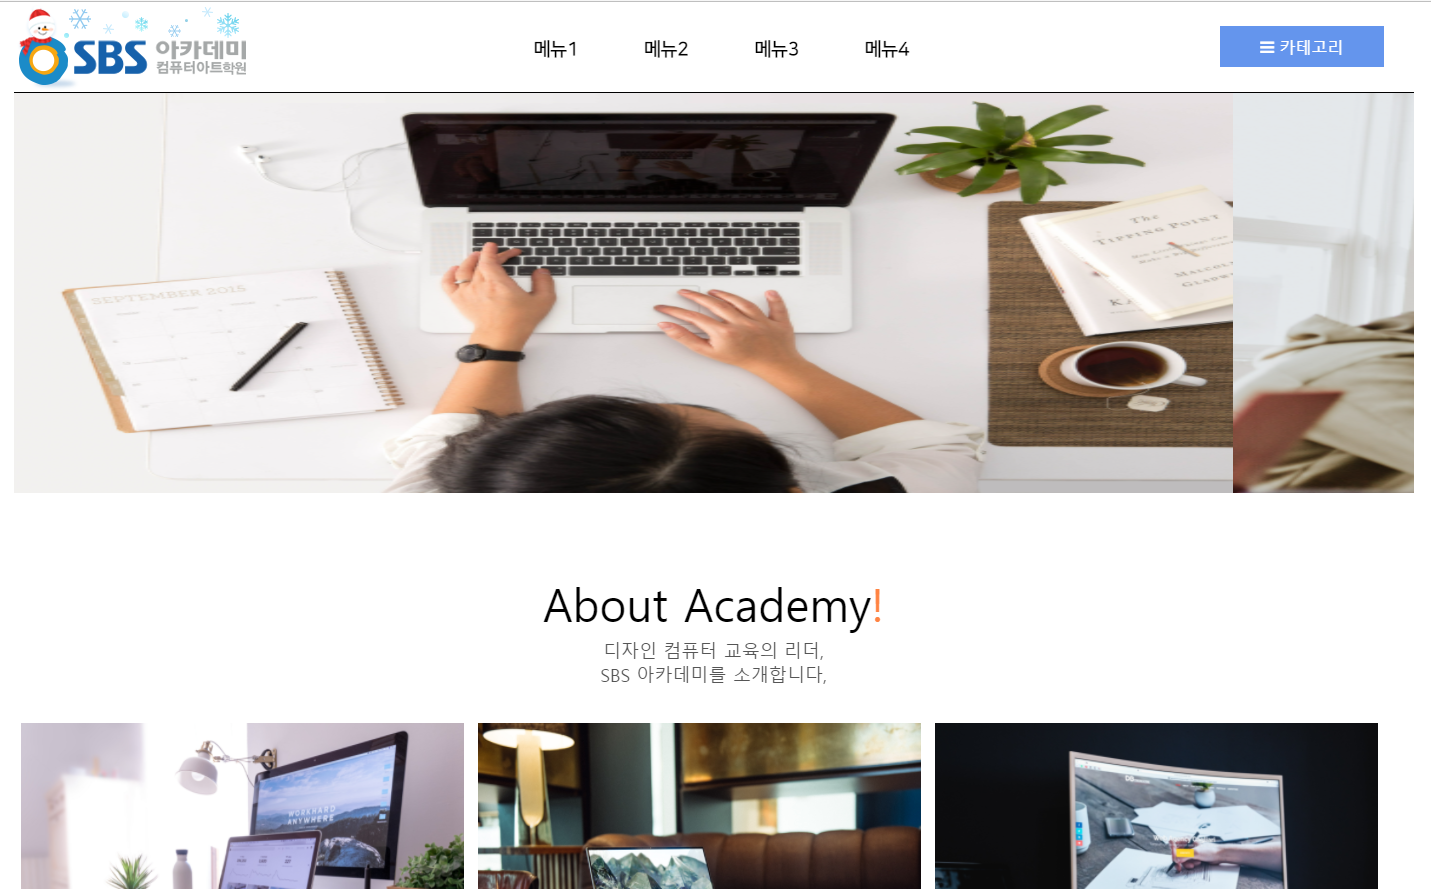 SBS 아카데미
컴퓨터아트학원
메뉴1
메뉴2
메뉴3
메뉴4
카테고리
SEPTEMBER 2015
The
TIPPING POINT
About Academy!
디자인 컴퓨터 교육의 리더,
SBS 아카데미를 소개합니다,
WORKHARD
ANYWHERE